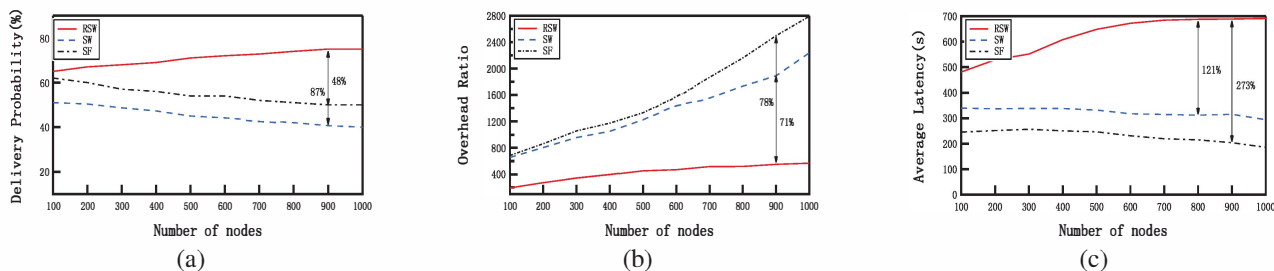 Delivery Probability(%)
80
60
40
20
RSW
SW
SF
48%
87%
100 200 300 400 500 600 700 800 900 1000
Number of nodes
(a)
Overhead Ratio
2800
2400
2000
1600
1200
800
400
RSW
SW
SF
78%
71%
100 200 300 400 500 600 700 800 900 1000
Number of nodes
(b)
Average Latency(s)
700
600
500
400
300
200
100
0
RSW
SW
SF
121%
273%
100 200 300 400 500 600 700 800 900 1000
Number of nodes
(c)